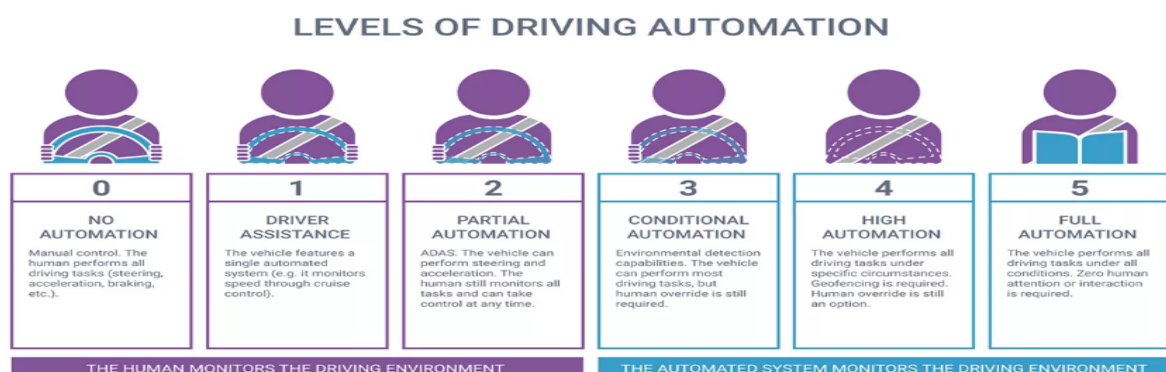 LEVELS OF DRIVING AUTOMATION
0
NO
AUTOMATION
Manual control. The
human performs all
driving tasks (steering,
acceleration, braking,
etc.).
1
DRIVER
ASSISTANCE
The vehicle features a
single automated
system (e.g. it monitors
speed through cruise
control).
2
PARTIAL
AUTOMATION
ADAS. The vehicle can
perform steering and
acceleration. The
human still monitors all
tasks and can take
control at any time.
3
CONDITIONAL
AUTOMATION
Environmental detection
capabilities. The vehicle
can perform most
driving tasks, but
human override is still
required.
4
HIGH
AUTOMATION
The vehicle performs all
driving tasks under
specific circumstances.
Geofencing is required.
Human override is still
an option.
5
FULL
AUTOMATION
The vehicle performs all
driving tasks under all
conditions. Zero human
attention or interaction
is required.
THE HUMAN MONITORS THE DRIVING ENVIRONMENT
THE AUTOMATED SYSTEM MONITORS THE DRIVING ENVIRONMENT